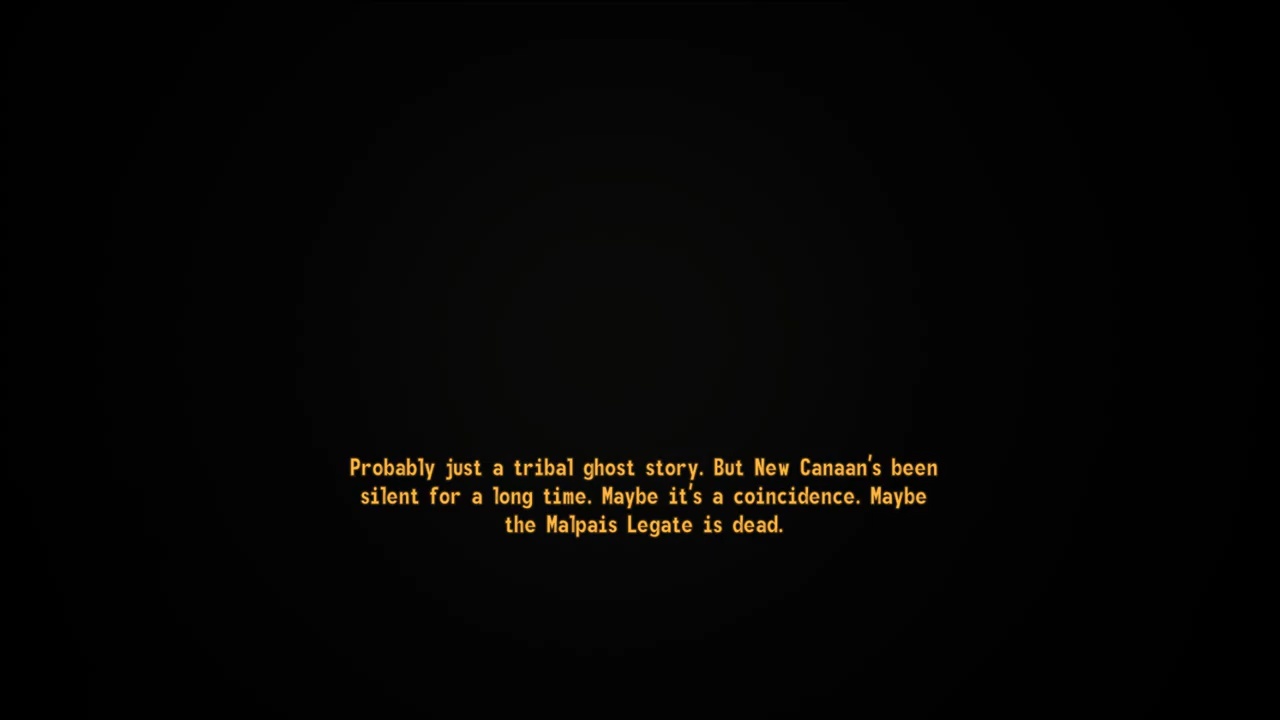 Probably just a tribal ghost story. But New Canaan's been
silent for a long time. Maybe it's a coincidence. Maybe
the Malpais Legate is dead.